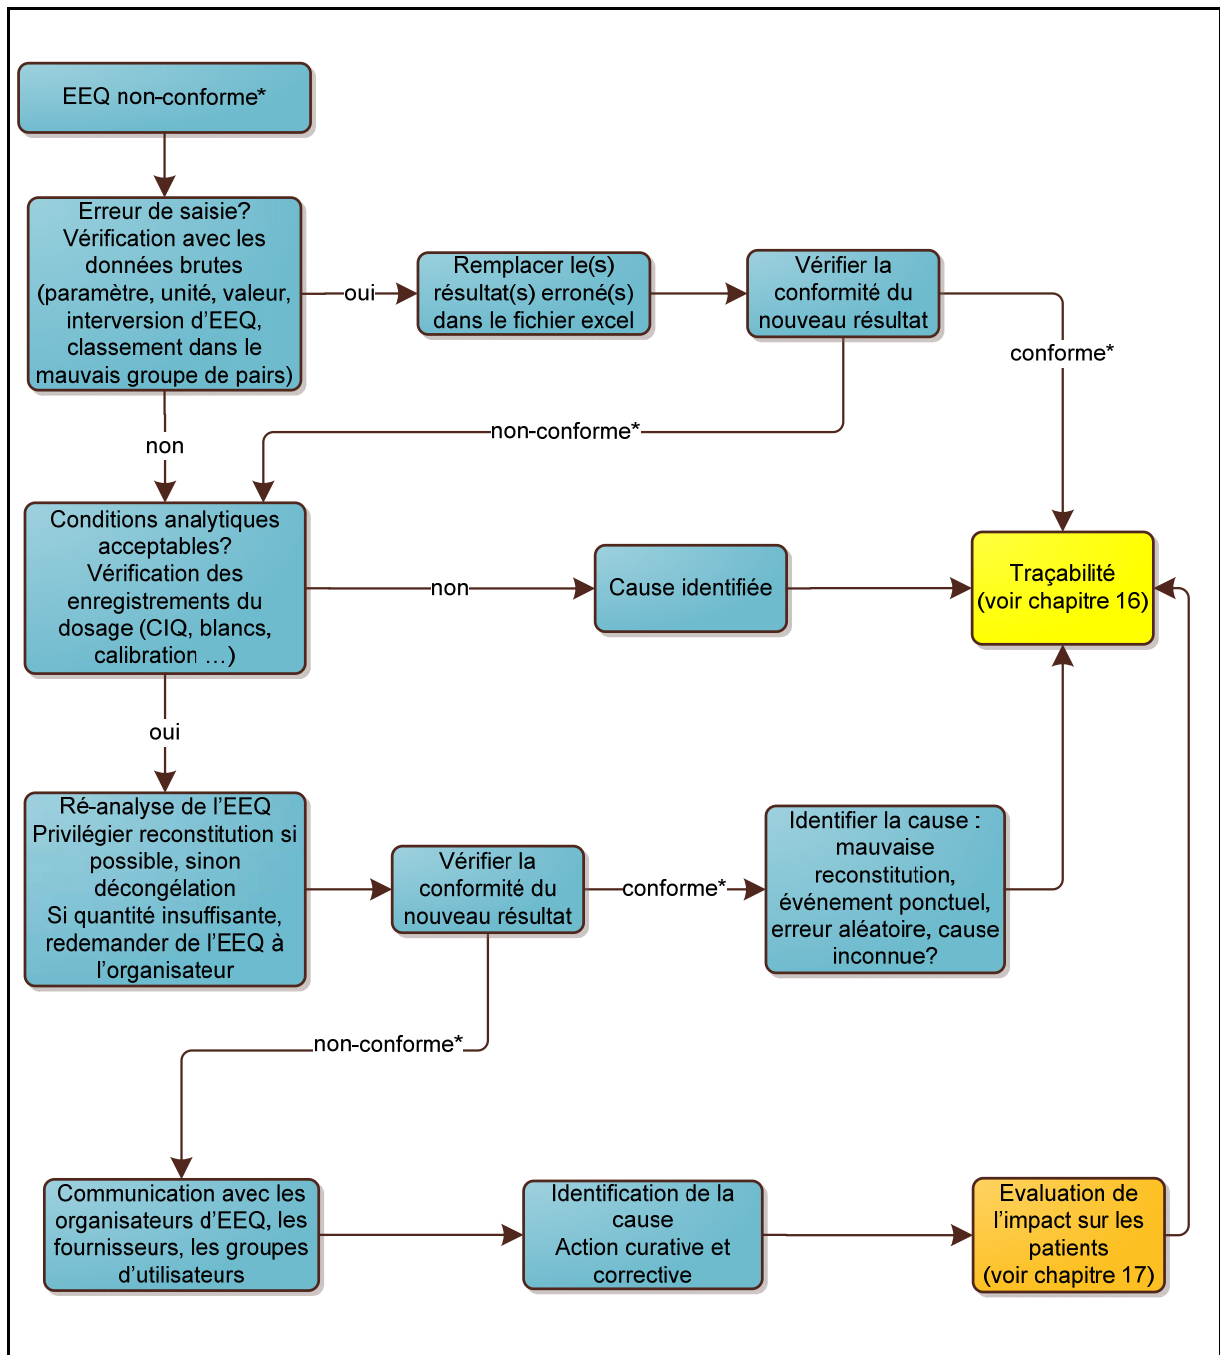 EEQ non-conforme*
Erreur de saisie?
Vérification avec les
données brutes
(paramètre, unité, valeur,
interversion d'EEQ,
classement dans le
mauvais groupe de pairs)
oui
Remplacer le(s)
résultat(s) erroné(s)
dans le fichier excel
Vérifier la
conformité du
nouveau résultat
conforme*
non-conforme*
non
Conditions analytiques
acceptables?
Vérification des
enregistrements du
dosage (CIQ, blancs,
calibration …)
non
Cause identifiée
Traçabilité
(voir chapitre 16)
oui
Ré-analyse de l'EEQ
Privilégier reconstitution si
possible, sinon
décongélation
Si quantité insuffisante,
redemander de l'EEQ à
l'organisateur
Vérifier la
conformité du
nouveau résultat
conforme*
Identifier la cause :
mauvaise
reconstitution,
événement ponctuel,
erreur aléatoire, cause
inconnue?
non-conforme*
Communication avec les
organisateurs d'EEQ, les
fournisseurs, les groupes
d'utilisateurs
Identification de la
cause
Action curative et
corrective
Evaluation de
l'impact sur les
patients
(voir chapitre 17)